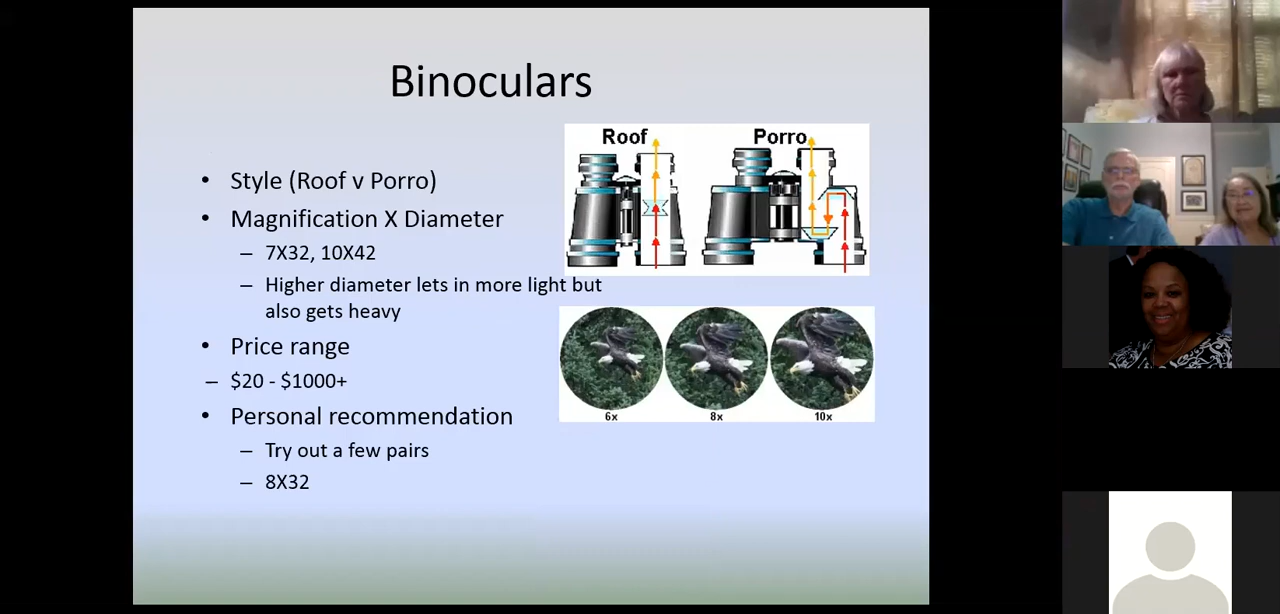 Binoculars
• Style (Roof v Porro)
• Magnification X Diameter
– 7X32, 10X42
– Higher diameter lets in more light but
also gets heavy
• Price range
– $20 - $1000+
• Personal recommendation
– Try out a few pairs
– 8X32
Roof
Porro
6x
8x
10x